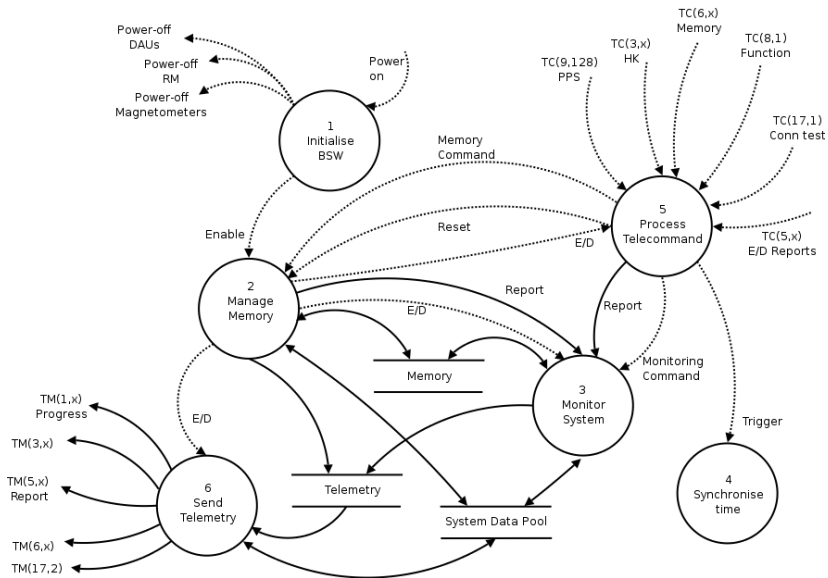 Power-off
DAUs
Power-off
RM
Power-off
Magnetometers
Power
on
1
Initialise
BSW
TC(9,128)
PPS
TC(3,x)
HK
TC(6,x)
Memory
TC(8,1)
Function
TC(17,1)
Conn test
TC(5,x)
E/D Reports
5
Process
Telecommand
Memory
Command
Reset
E/D
Enable
2
Manage
Memory
Report
E/D
Report
Monitoring
Command
Memory
3
Monitor
System
Trigger
4
Synchronise
time
E/D
TM(1,x)
Progress
TM(3,x)
TM(5,x)
Report
TM(6,x)
TM(17,2)
6
Send
Telemetry
Telemetry
System Data Pool